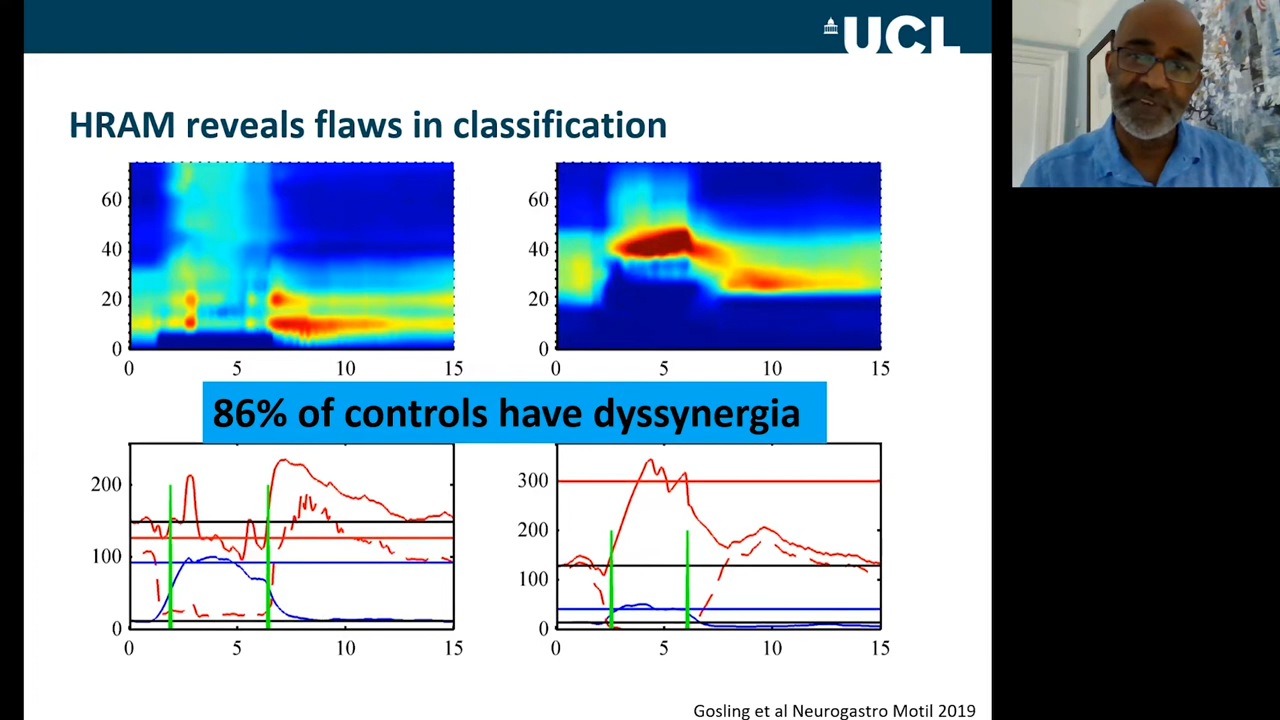 UCL
HRAM reveals flaws in classification
60
40
20
0
0 5 10 15
60
40
20
0
0 5 10 15
86% of controls have dyssynergia
200
100
0
0 5 10 15
300
200
100
0
0 5 10 15
Gosling et al Neurogastro Motil 2019